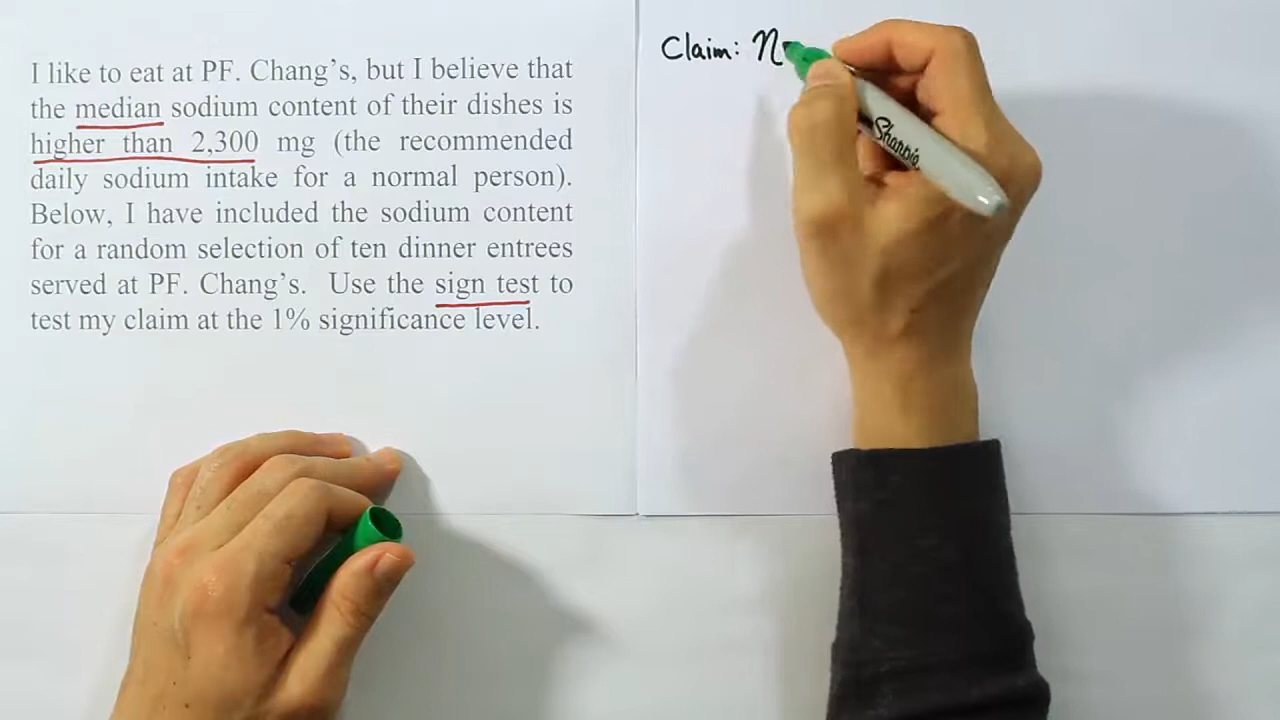 I like to eat at PF. Chang's, but I believe that
the median sodium content of their dishes is
higher than 2,300 mg (the recommended
daily sodium intake for a normal person).
Below, I have included the sodium content
for a random selection of ten dinner entrees
served at PF. Chang's. Use the sign test to
test my claim at the 1% significance level.
Claim: η
Sharpie